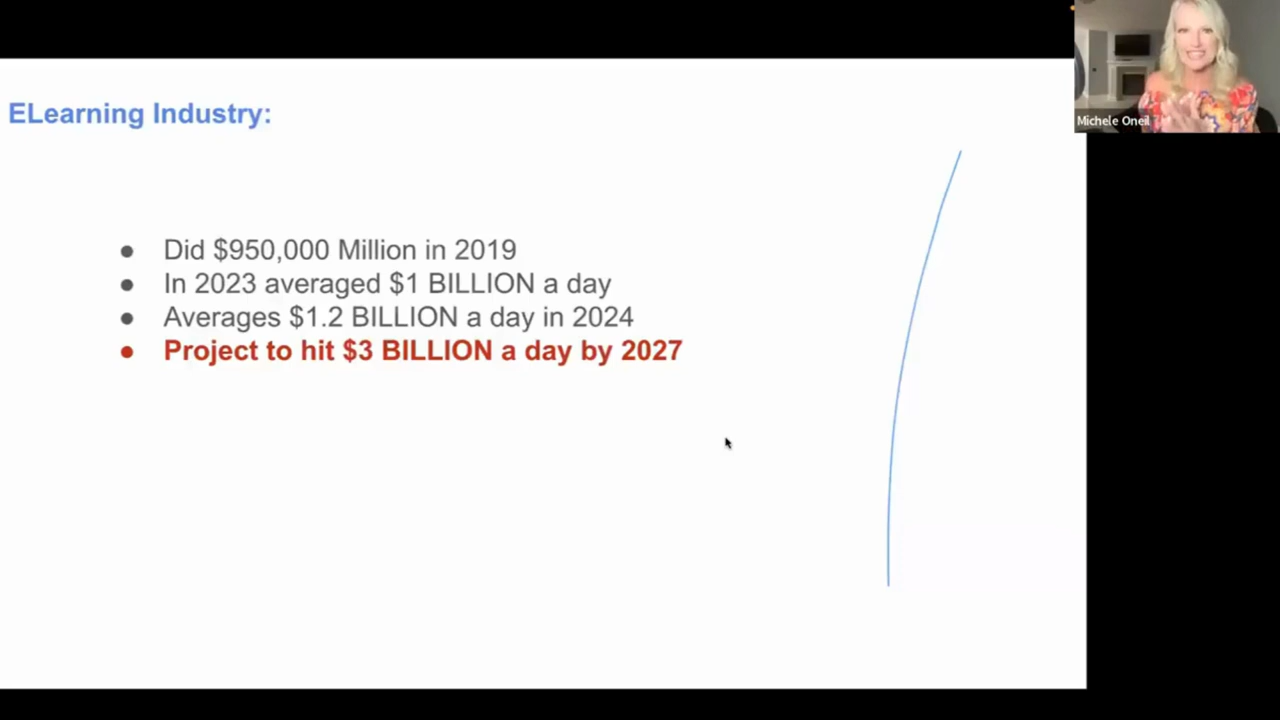 ELearning Industry:
● Did $950,000 Million in 2019
● In 2023 averaged $1 BILLION a day
● Averages $1.2 BILLION a day in 2024
● Project to hit $3 BILLION a day by 2027
Michele Oneil